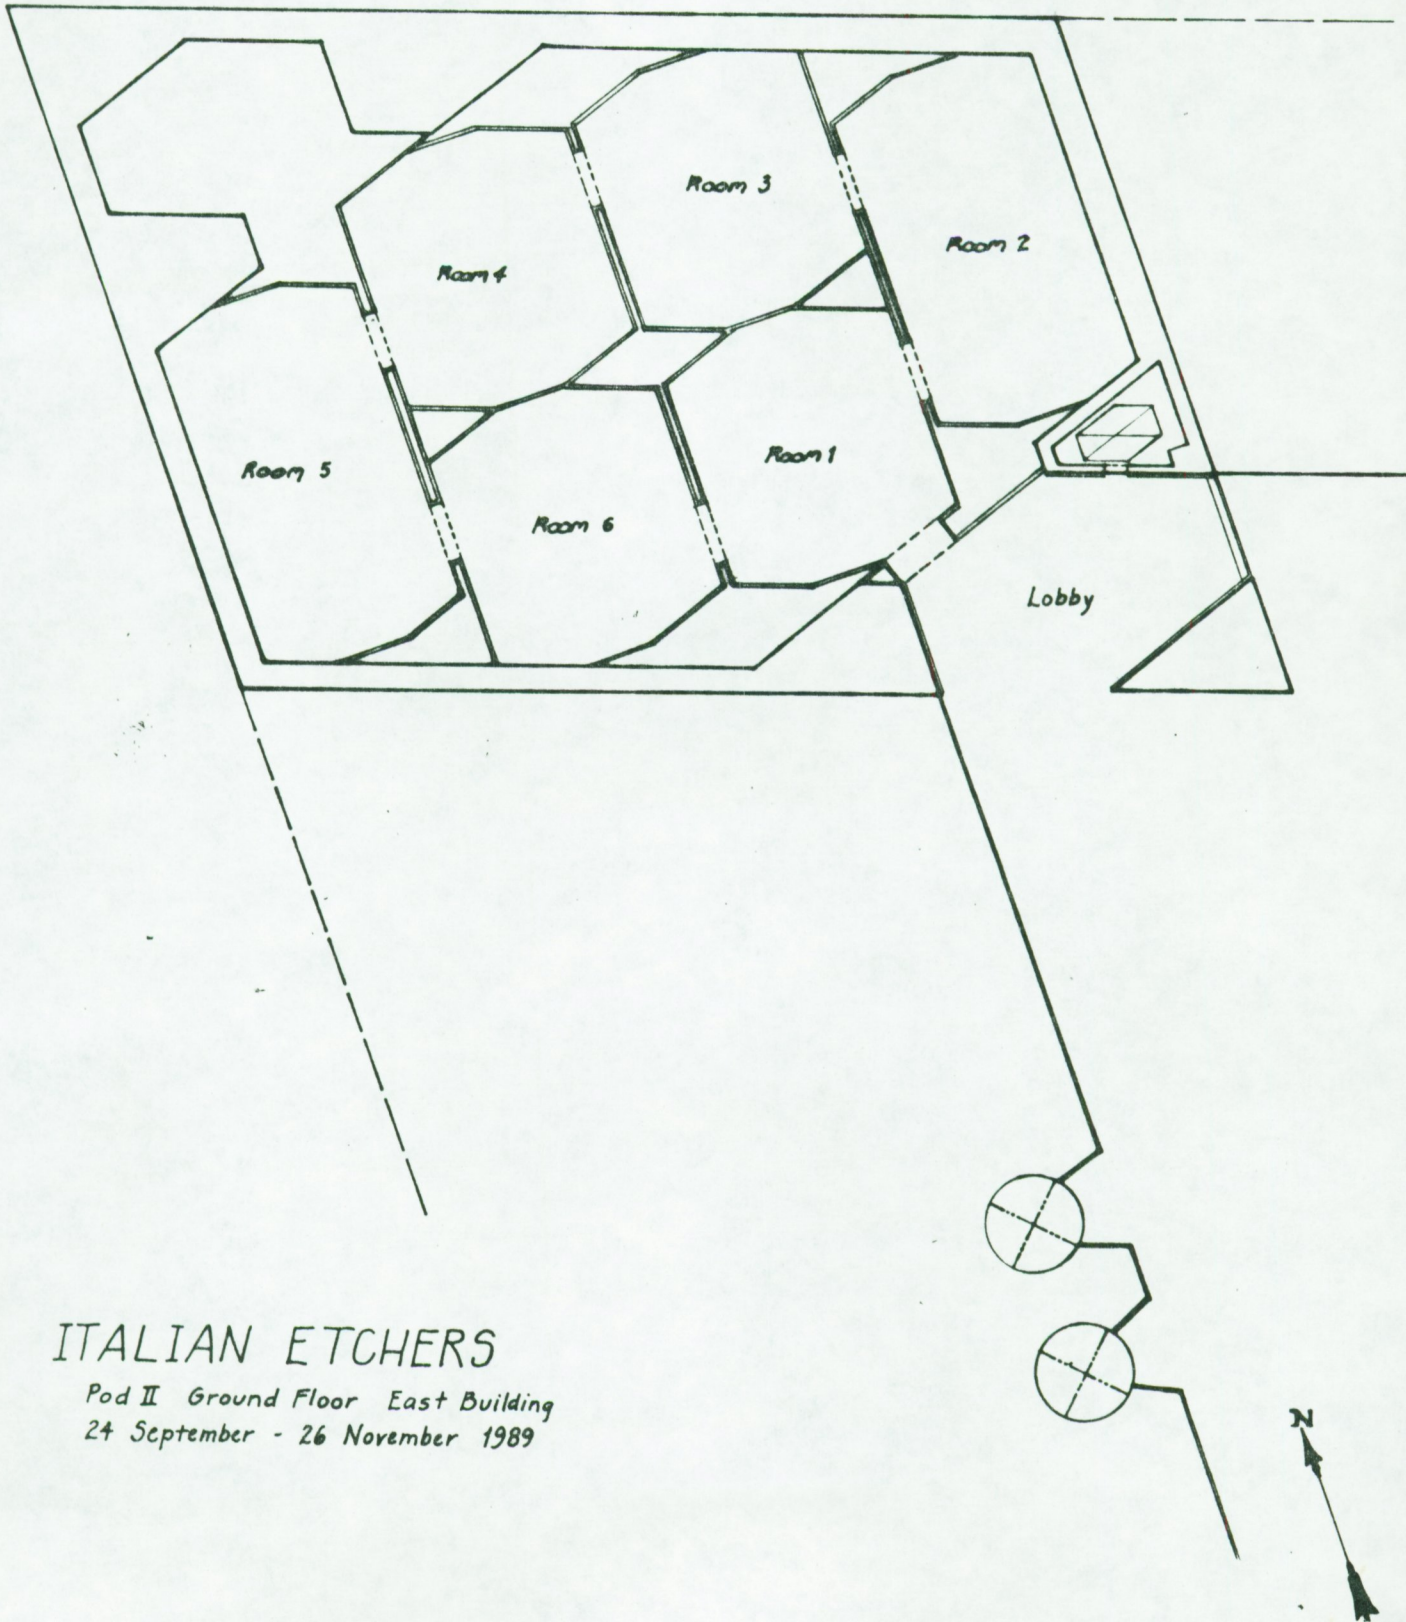 Room 3
Room 2
Room 4
Room 1
Room 5
Room 6
Lobby
ITALIAN ETCHERS
Pod II Ground Floor East Building
24 September - 26 November 1989
N